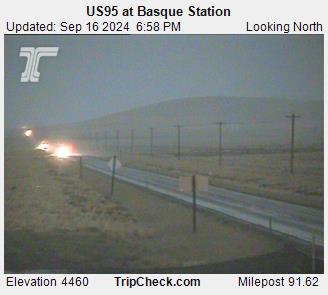 US95 at Basque Station
Updated: Sep 16 2024 6:58 PM Looking North
Elevation 4460 TripCheck.com Milepost 91.62